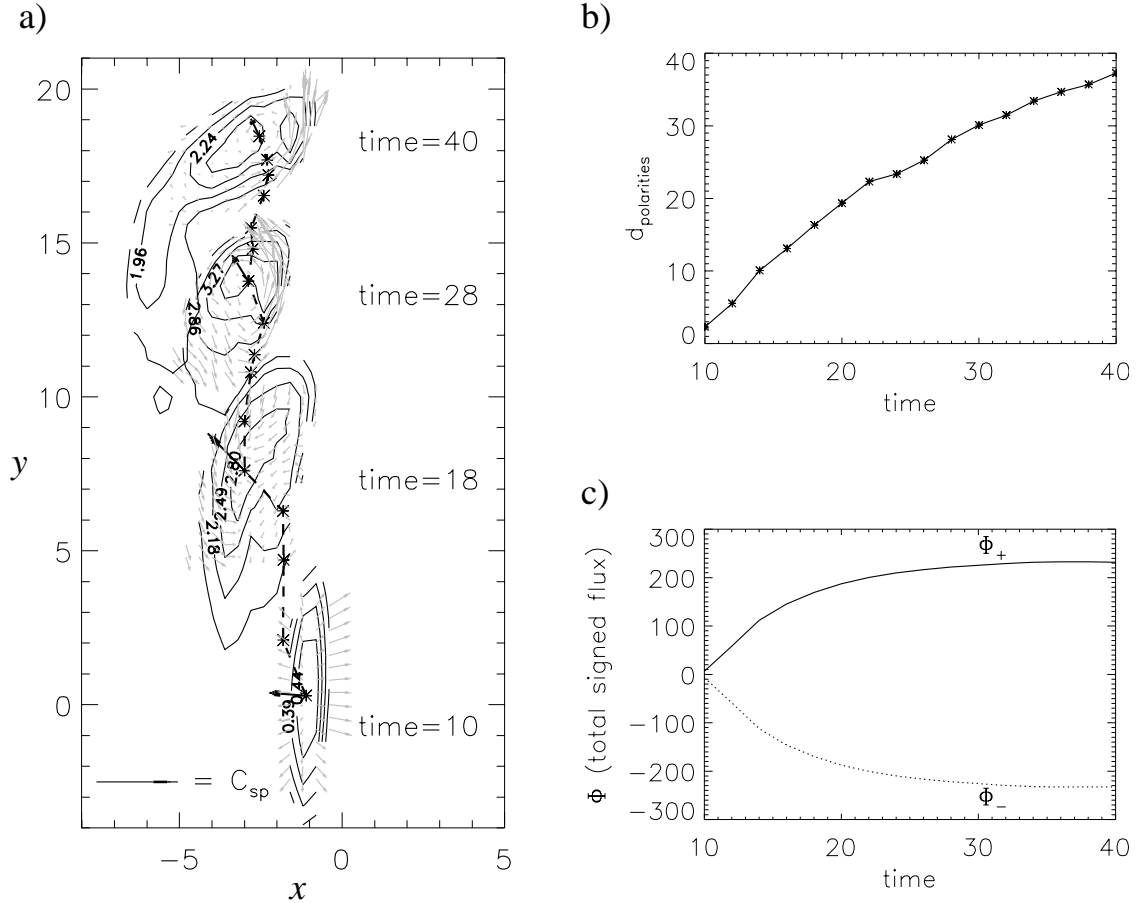 a)
20
15
10
5
0
y
−5
0
5
x
time=40
time=28
time=18
time=10
2.24
1.96
3.27
2.86
2.80
2.49
2.18
0.44
0.39
= C_sp
b)
40
30
20
10
0
d_polarities
10
20
30
40
time
c)
300
200
100
0
−100
−200
−300
Φ (total signed flux)
Φ_+
Φ_−
10
20
30
40
time